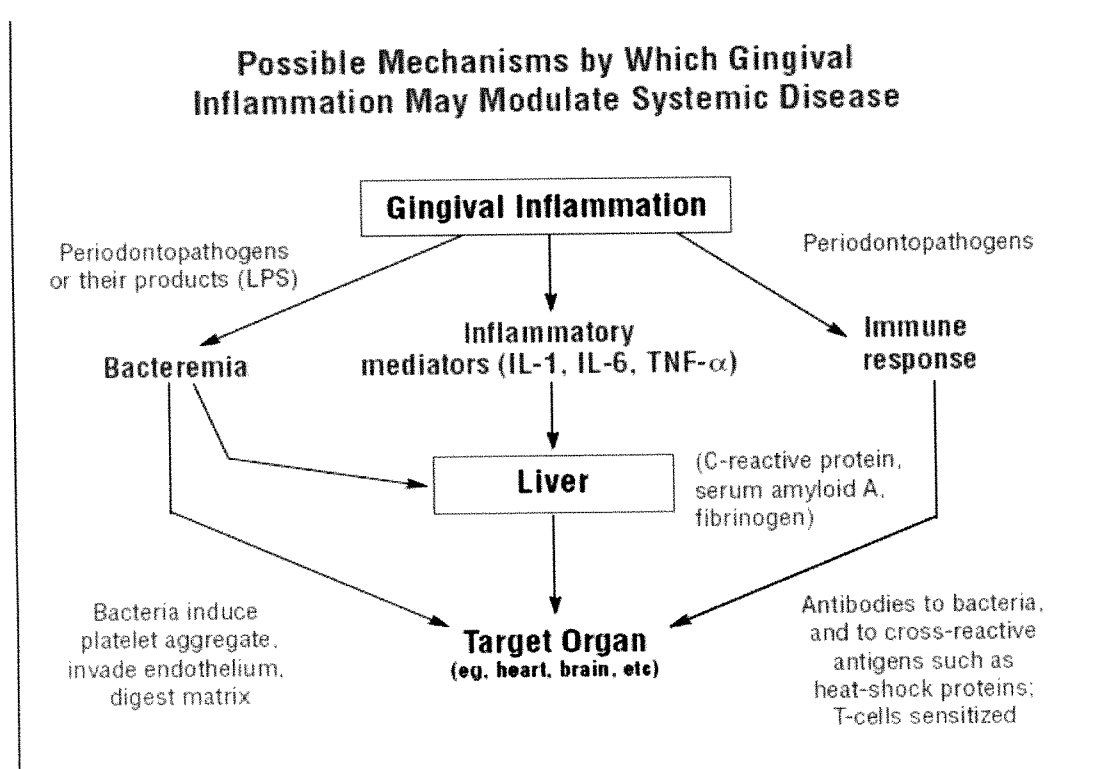 Possible Mechanisms by Which Gingival
Inflammation May Modulate Systemic Disease
Gingival Inflammation
Periodontopathogens
or their products (LPS)
Periodontopathogens
Bacteremia
Inflammatory
mediators (IL-1, IL-6, TNF-α)
Immune
response
Liver
(C-reactive protein,
serum amyloid A,
fibrinogen)
Bacteria induce
platelet aggregate,
invade endothelium,
digest matrix
Target Organ
(eg, heart, brain, etc)
Antibodies to bacteria,
and to cross-reactive
antigens such as
heat-shock proteins;
T-cells sensitized